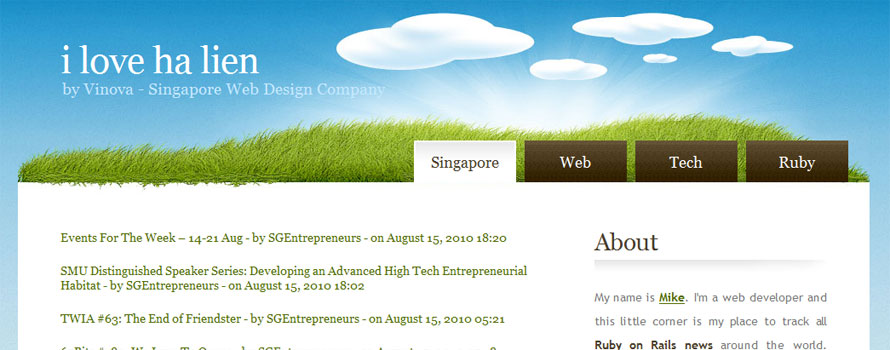 i love ha lien
by Vinova - Singapore Web Design Company
Singapore
Web
Tech
Ruby
Events For The Week – 14-21 Aug - by SGEntrepreneurs - on August 15, 2010 18:20
SMU Distinguished Speaker Series: Developing an Advanced High Tech Entrepreneurial
Habitat - by SGEntrepreneurs - on August 15, 2010 18:02
TWIA #63: The End of Friendster - by SGEntrepreneurs - on August 15, 2010 05:21
About
My name is Mike. I'm a web developer and
this little corner is my place to track all
Ruby on Rails news around the world.